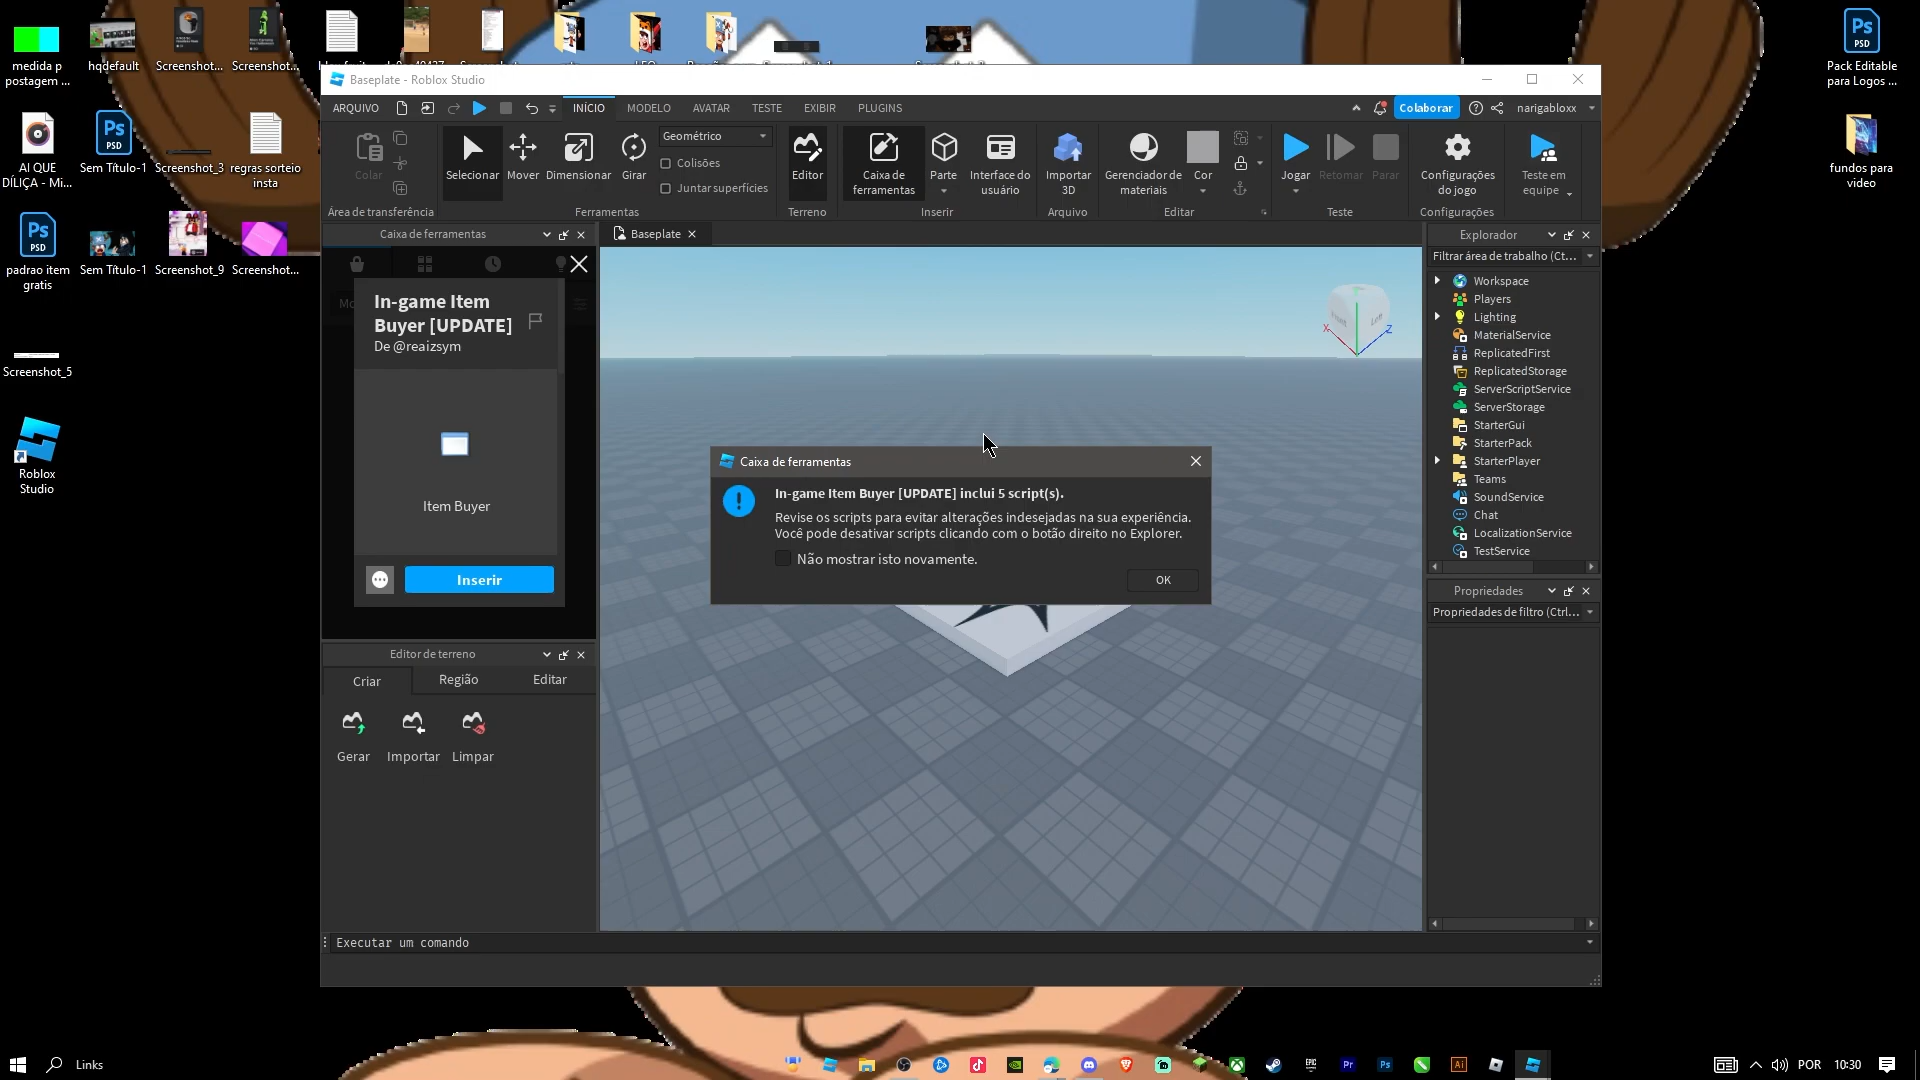 medida p
postagem ...
hqdefault
Screenshot...
Screenshot...
Pack Editable
para Logos ...
AI QUE
DÍLIÇA - Mi...
Sem Título-1
Screenshot_3
regras sorteio
insta
fundos para
video
padrao item
gratis
Sem Título-1
Screenshot_9
Screenshot...
Screenshot_5
Roblox
Studio
Baseplate - Roblox Studio
ARQUIVO
INÍCIO
MODELO
AVATAR
TESTE
EXIBIR
PLUGINS
Colaborar
narigabloxx
Colar
Área de transferência
Selecionar
Mover
Dimensionar
Girar
Geométrico
Colisões
Juntar superfícies
Ferramentas
Editor
Terreno
Caixa de
ferramentas
Parte
Interface do
usuário
Inserir
Importar
3D
Arquivo
Gerenciador de
materiais
Cor
Editar
Jogar
Retomar
Parar
Teste
Configurações
do jogo
Configurações
Teste em
equipe
Caixa de ferramentas
Baseplate
In-game Item
Buyer [UPDATE]
De @reaizsym
Item Buyer
Inserir
Editor de terreno
Criar
Região
Editar
Gerar
Importar
Limpar
Caixa de ferramentas
In-game Item Buyer [UPDATE] inclui 5 script(s).
Revise os scripts para evitar alterações indesejadas na sua experiência.
Você pode desativar scripts clicando com o botão direito no Explorer.
Não mostrar isto novamente.
OK
Explorador
Filtrar área de trabalho (Ct...
Workspace
Players
Lighting
MaterialService
ReplicatedFirst
ReplicatedStorage
ServerScriptService
ServerStorage
StarterGui
StarterPack
StarterPlayer
Teams
SoundService
Chat
LocalizationService
TestService
Propriedades
Propriedades de filtro (Ctrl...
Executar um comando
Links
POR
10:30